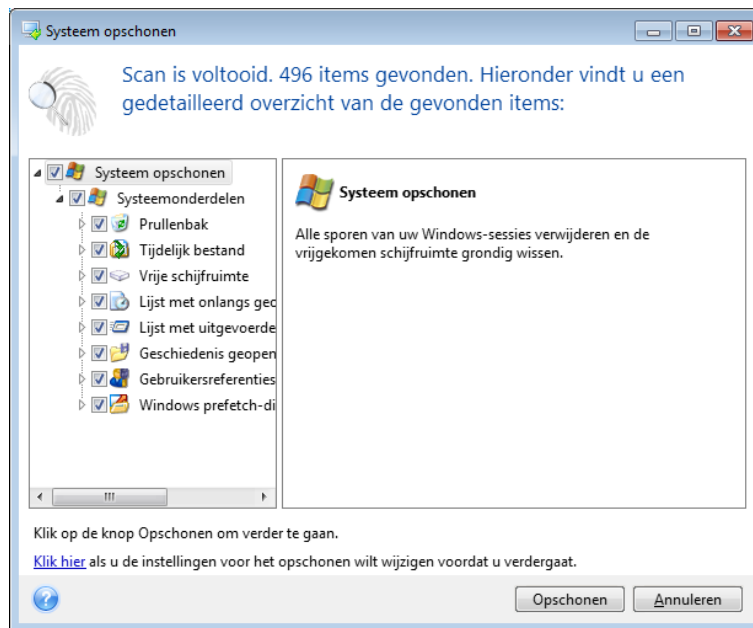 Systeem opschonen
Scan is voltooid. 496 items gevonden. Hieronder vindt u een
gedetailleerd overzicht van de gevonden items:
Systeem opschonen
Systeemonderdelen
Prullenbak
Tijdelijk bestand
Vrije schijfruimte
Lijst met onlangs geo
Lijst met uitgevoerde
Geschiedenis geopen
Gebruikersreferenties
Windows prefetch-di
Systeem opschonen
Alle sporen van uw Windows-sessies verwijderen en de
vrijgekomen schijfruimte grondig wissen.
Klik op de knop Opschonen om verder te gaan.
Klik hier als u de instellingen voor het opschonen wilt wijzigen voordat u verdergaat.
Opschonen
Annuleren